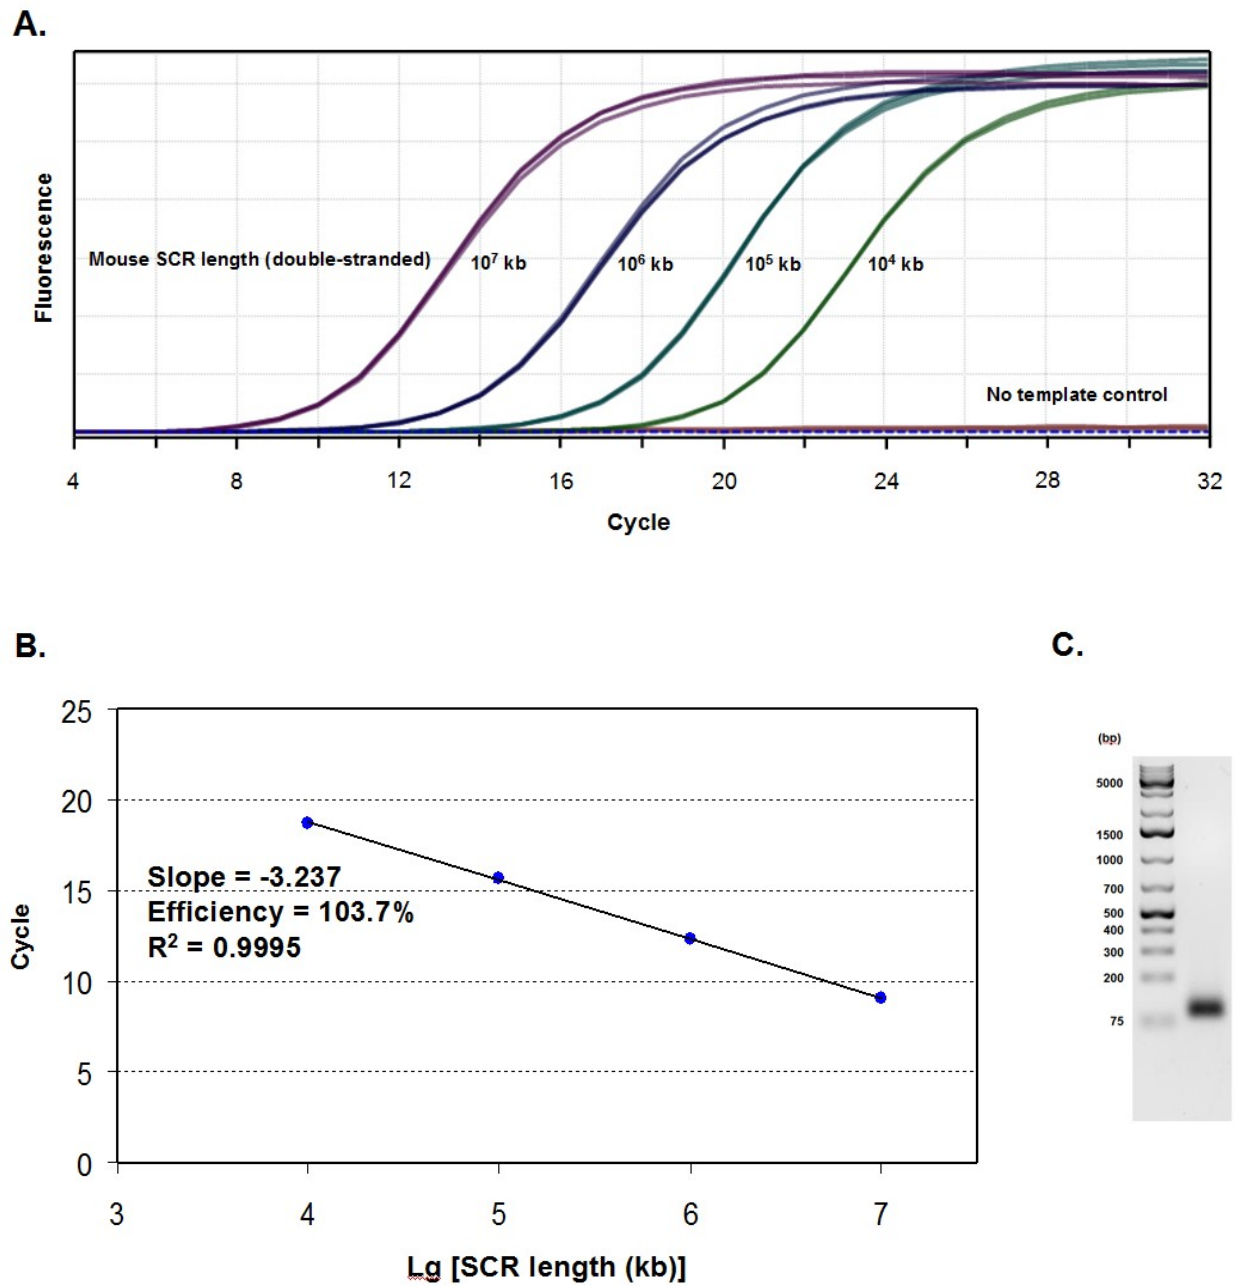 A.
Fluorescence
Mouse SCR length (double-stranded)
10⁷ kb
10⁶ kb
10⁵ kb
10⁴ kb
No template control
4 8 12 16 20 24 28 32
Cycle
B.
25
20
15
10
5
0
Cycle
Slope = -3.237
Efficiency = 103.7%
R² = 0.9995
3 4 5 6 7
Lg [SCR length (kb)]
C.
(bp)
5000
1500
1000
700
500
400
300
200
75